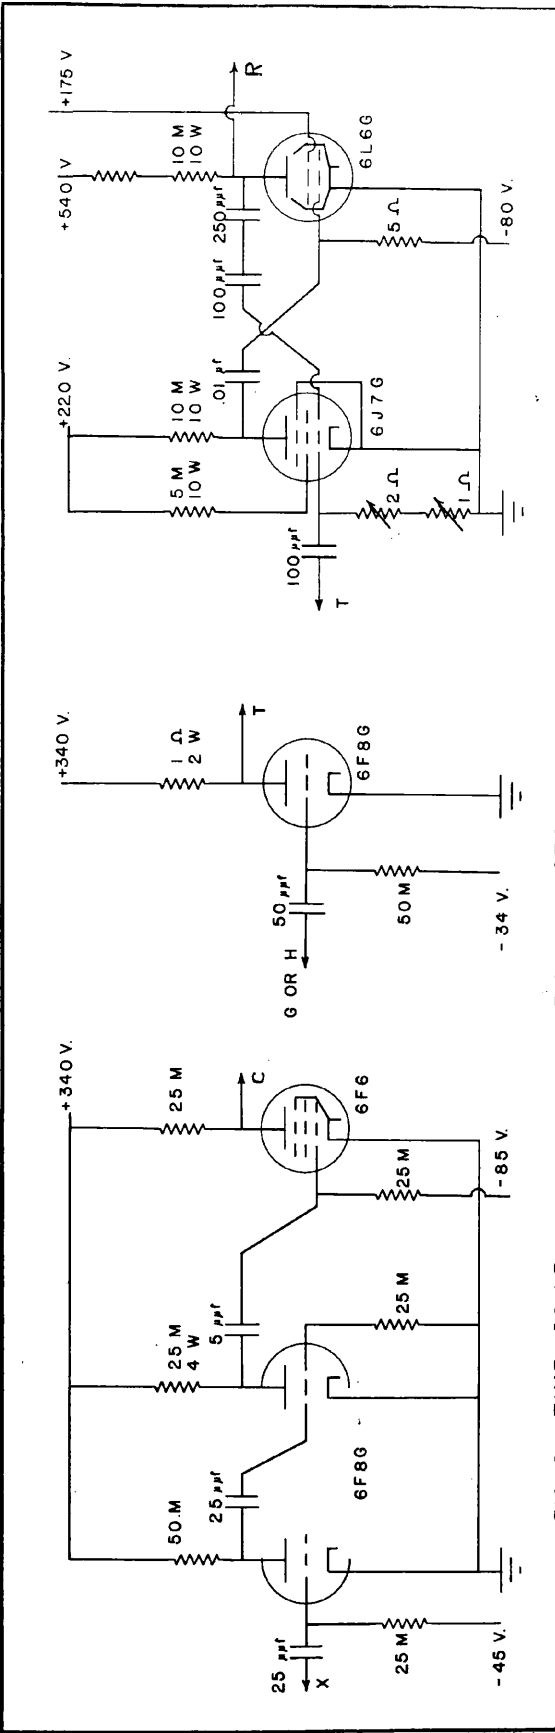 +340 V.
50.M
25 M
4 W
25 M
C
25 μμf
5 μμf
25 μμf
X
6F8G
6F6
25 M
25 M
25 M
-45 V.
-85 V.
+340 V.
1 Ω
2 W
T
50 μμf
G OR H
6F8G
50 M
-34 V.
+220 V.
+540 V
+175 V
5 M
10 W
10 M
10 W
10 M
10 W
R
.01 μf
100 μμf
250 μμf
100 μμf
T
6J7G
6L6G
2 Ω
1 Ω
5 Ω
-80 V.